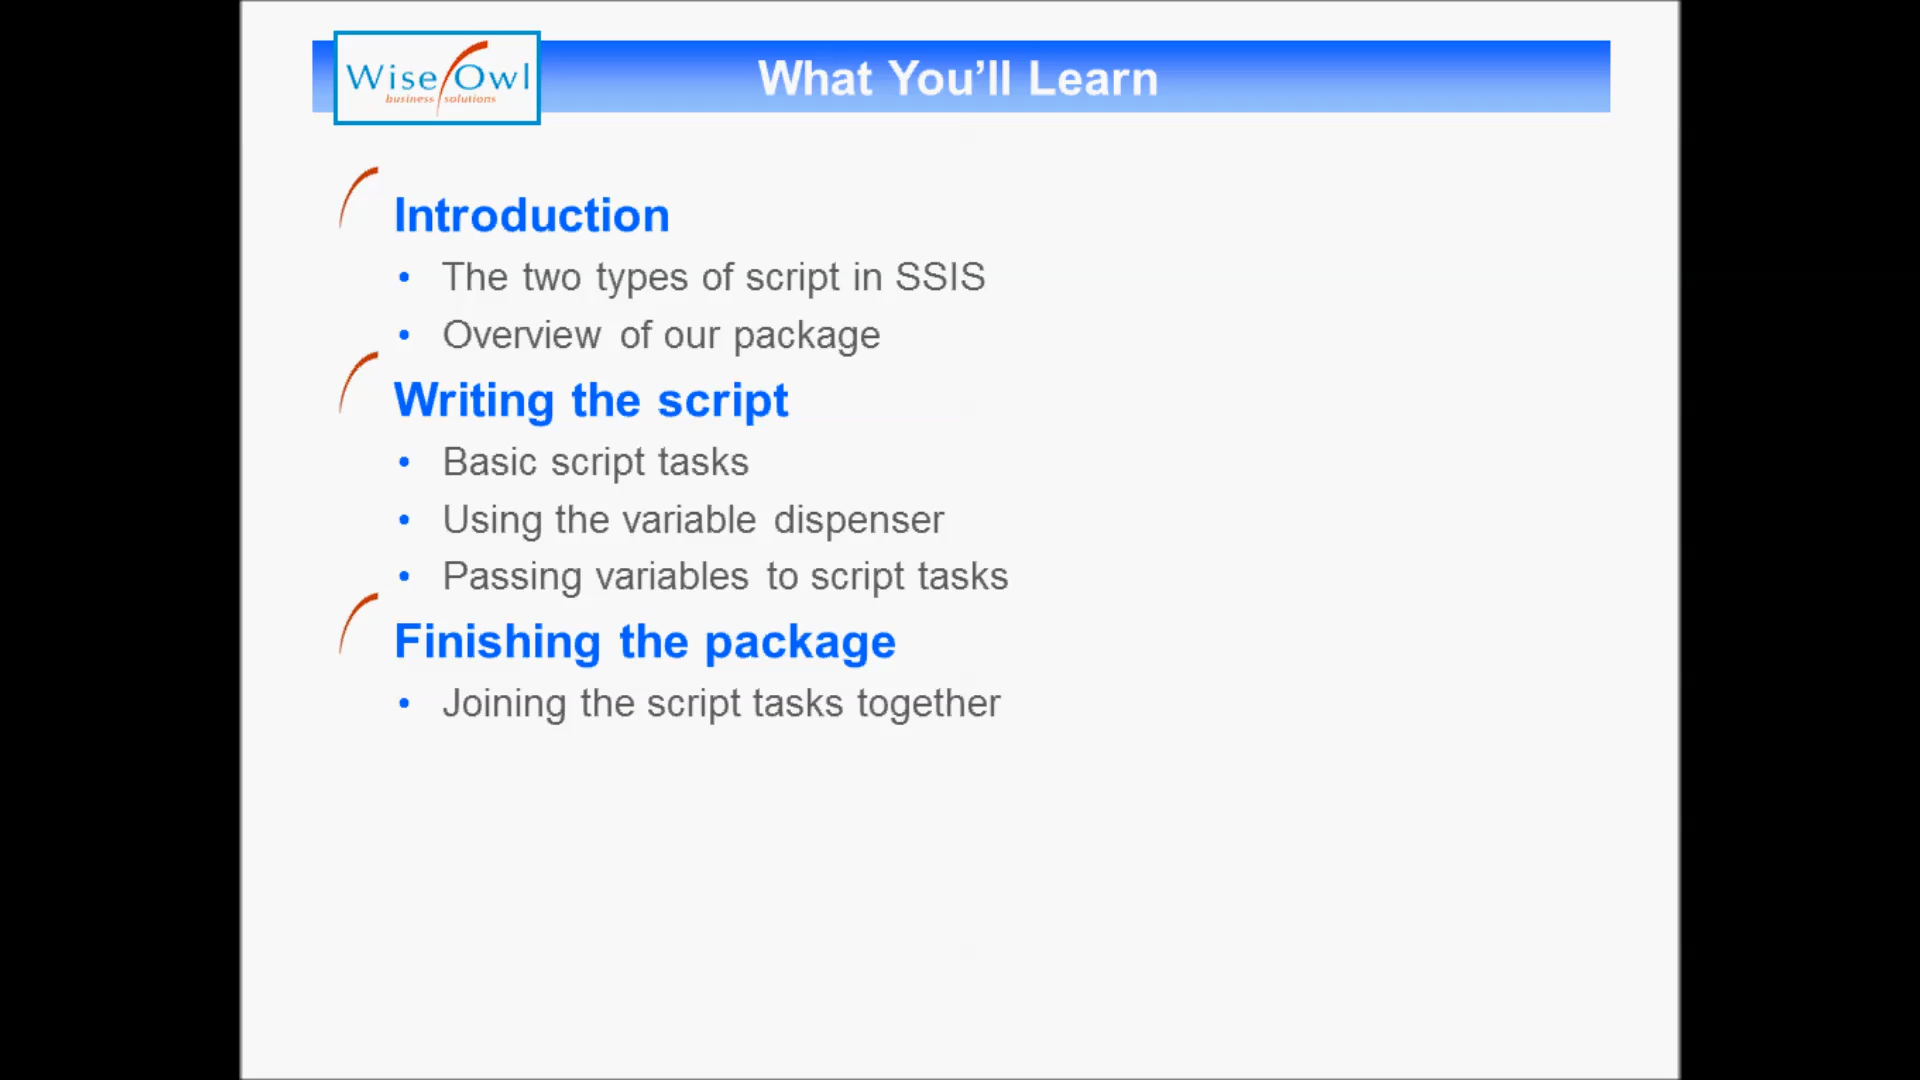 Wise Owl
business solutions
What You’ll Learn
Introduction
• The two types of script in SSIS
• Overview of our package
Writing the script
• Basic script tasks
• Using the variable dispenser
• Passing variables to script tasks
Finishing the package
• Joining the script tasks together